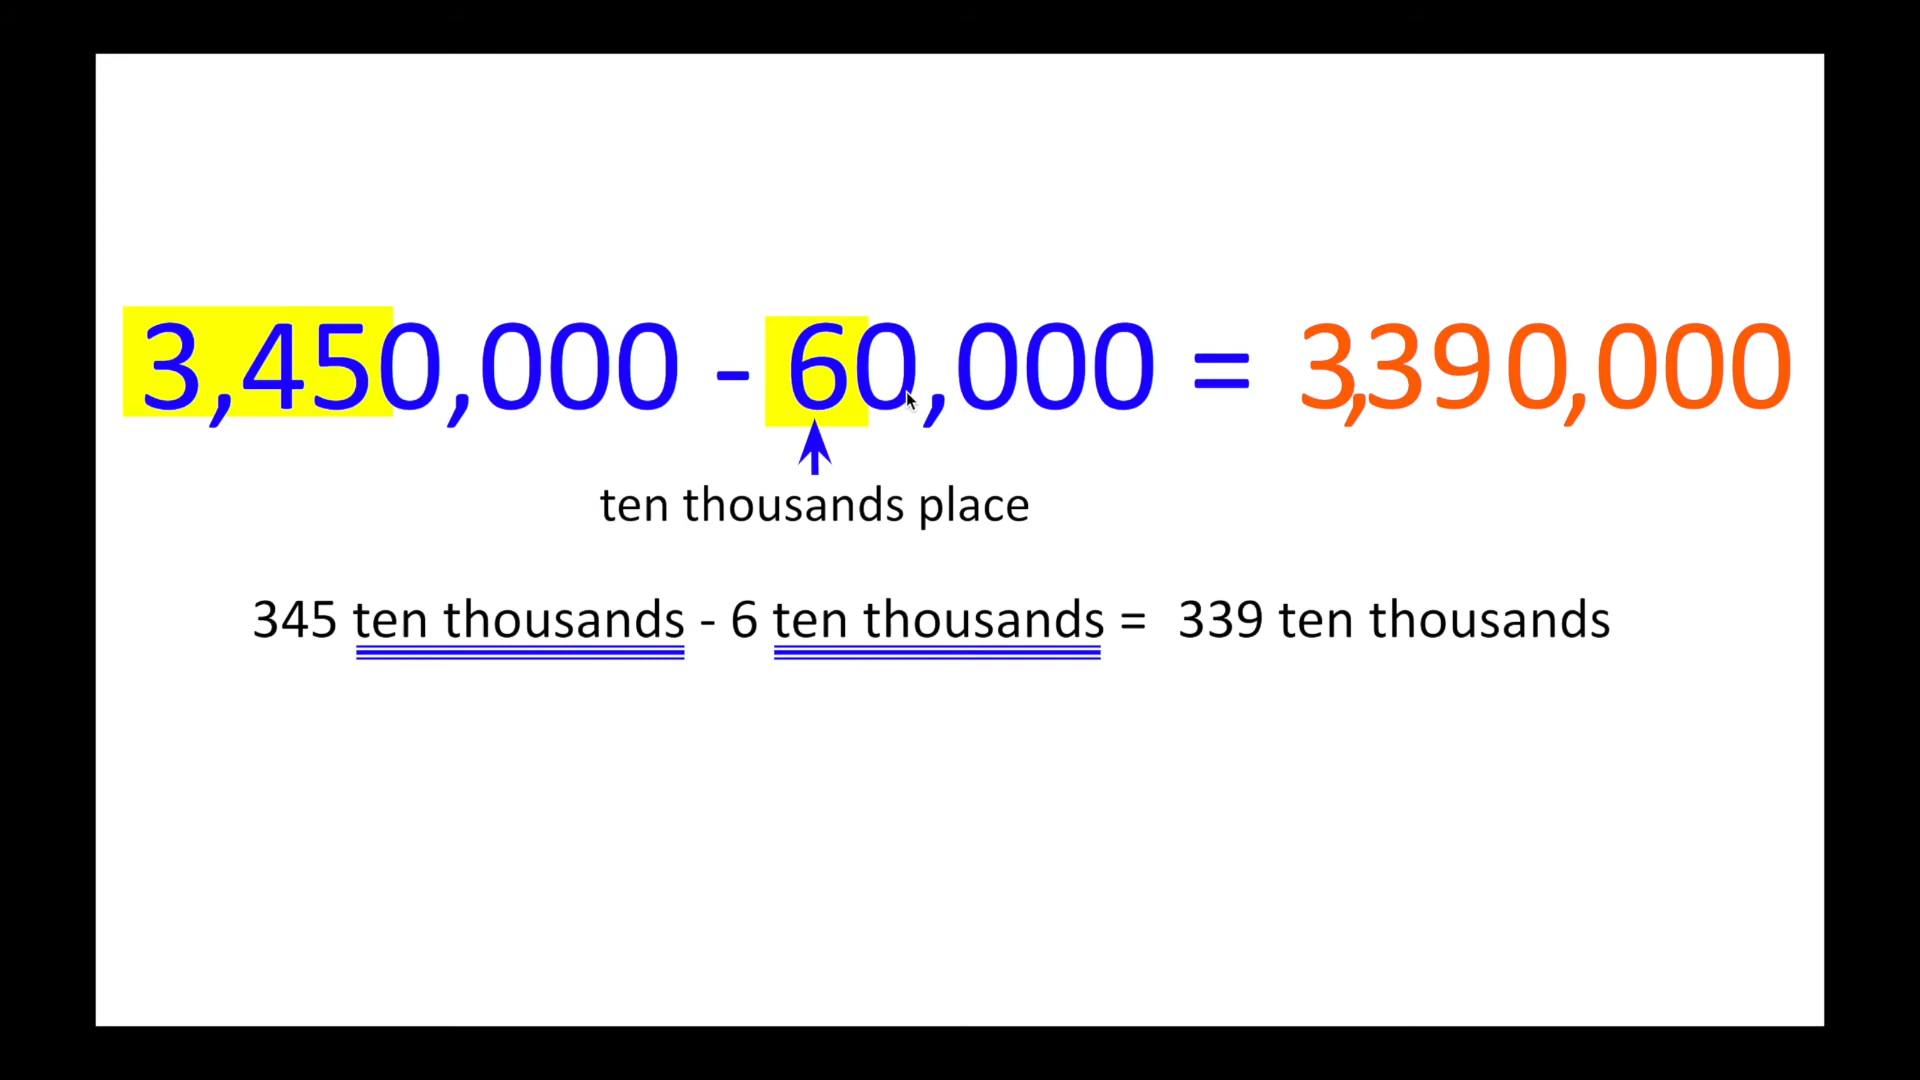 3,450,000 - 60,000 = 3,390,000
ten thousands place
345 ten thousands - 6 ten thousands = 339 ten thousands